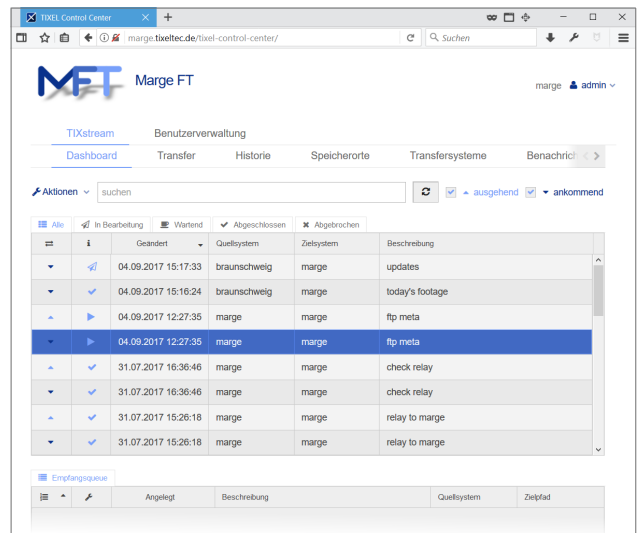 TIXEL Control Center
marge.tixeltec.de/tixel-control-center/
Suchen
MFT Marge FT
marge admin
TIXstream Benutzerverwaltung
Dashboard Transfer Historie Speicherorte Transfersysteme Benachrich
Aktionen suchen ausgehend ankommend
Alle In Bearbeitung Wartend Abgeschlossen Abgebrochen
Geändert Quellsystem Zielsystem Beschreibung
04.09.2017 15:17:33 braunschweig marge updates
04.09.2017 15:16:24 braunschweig marge today's footage
04.09.2017 12:27:35 marge marge ftp meta
04.09.2017 12:27:35 marge marge ftp meta
31.07.2017 16:36:46 marge marge check relay
31.07.2017 16:36:46 marge marge check relay
31.07.2017 15:26:18 marge marge relay to marge
31.07.2017 15:26:18 marge marge relay to marge
Empfangsqueue
Angelegt Beschreibung Quellsystem Zielpfad